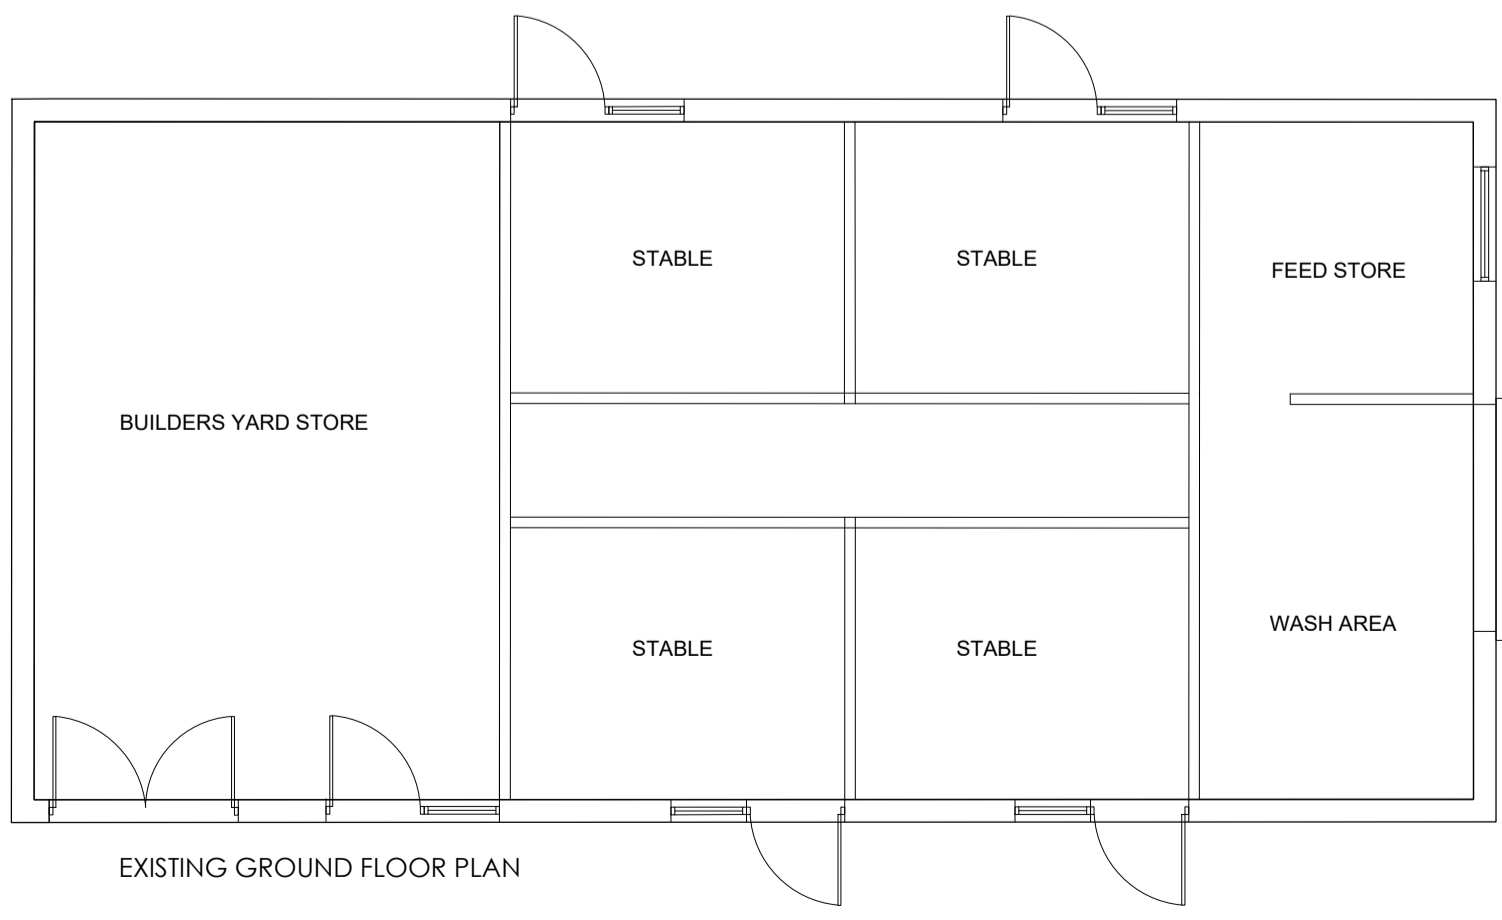 STABLE
STABLE
FEED STORE
BUILDERS YARD STORE
WASH AREA
STABLE
STABLE
EXISTING GROUND FLOOR PLAN